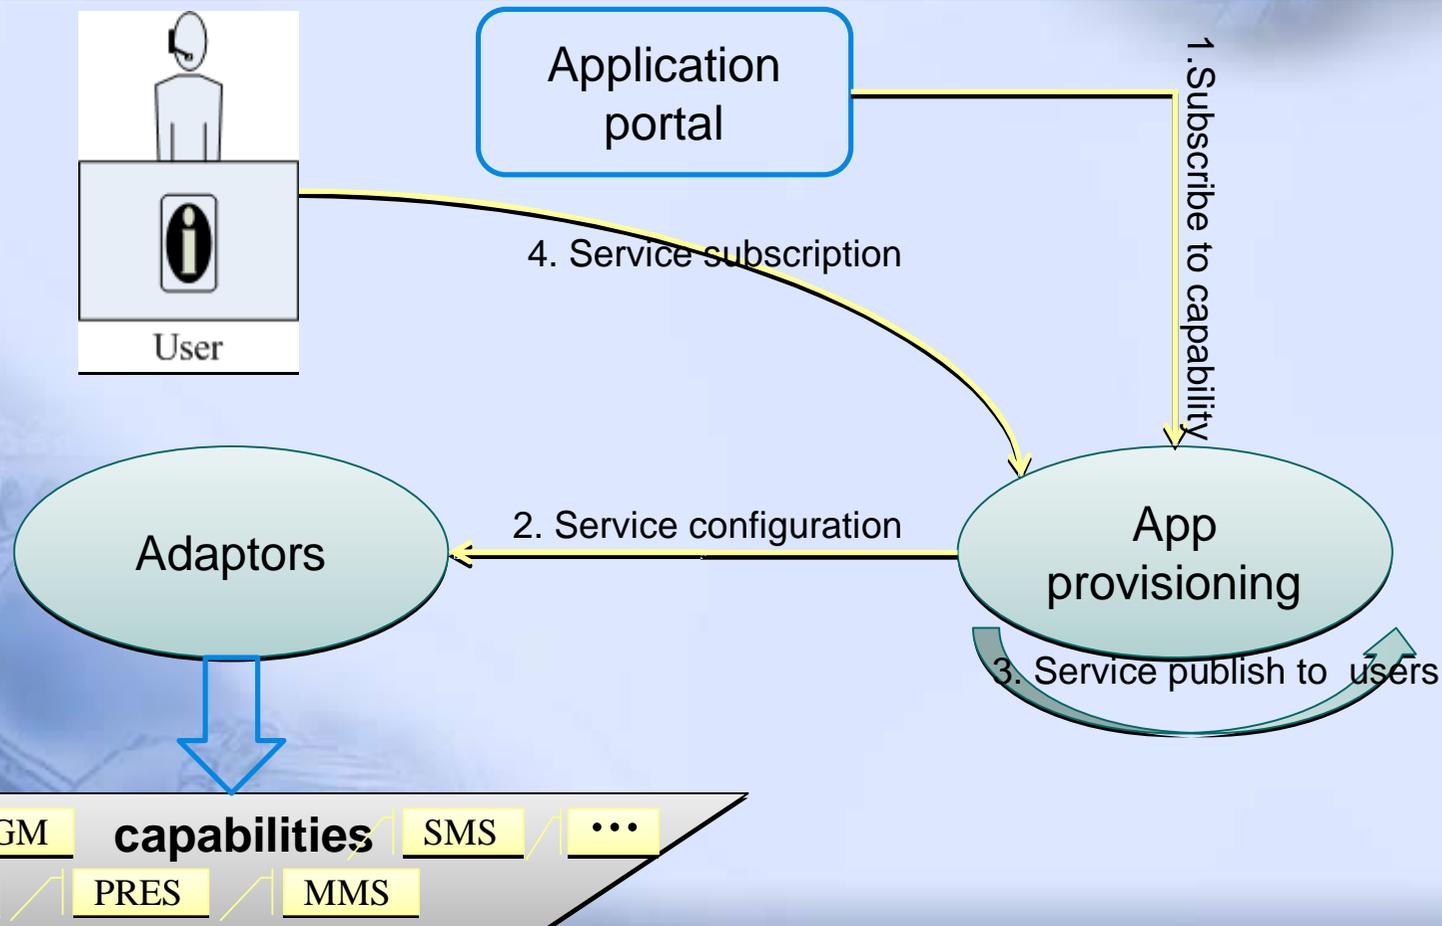 Application
portal
1.Subscribe to capability
4. Service subscription
User
Adaptors
2. Service configuration
App
provisioning
3. Service publish to users
GM
capabilities
SMS
...
PRES
MMS